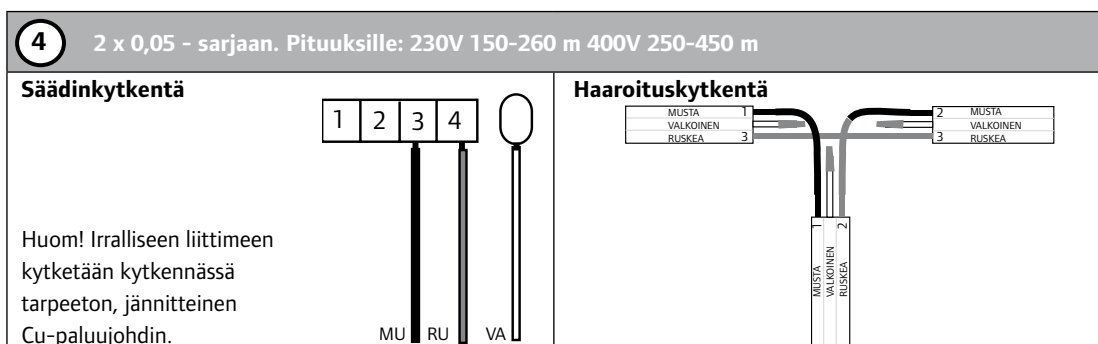 4 2 x 0,05 - sarjaan. Pituuksille: 230V 150-260 m 400V 250-450 m
Säädinkytkentä
1 2 3 4
Huom! Irralliseen liittimeen
kytketään kytkennässä
tarpeeton, jännitteinen
Cu-paluujohdin.
MU RU VA
Haaroituskytkentä
MUSTA 1
VALKOINEN
RUSKEA 3
2 MUSTA
VALKOINEN
3 RUSKEA
1 2
MUSTA
VALKOINEN
RUSKEA